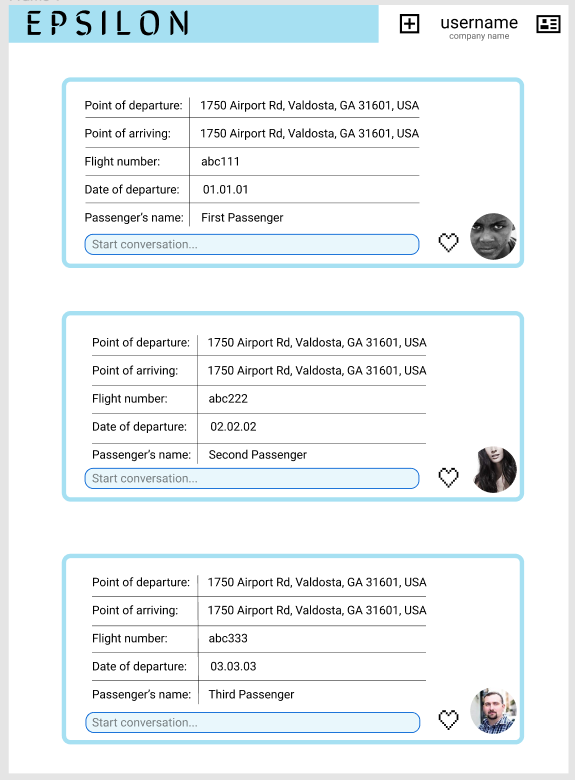 EPSILON
username
company name
Point of departure: 1750 Airport Rd, Valdosta, GA 31601, USA
Point of arriving: 1750 Airport Rd, Valdosta, GA 31601, USA
Flight number: abc111
Date of departure: 01.01.01
Passenger's name: First Passenger
Start conversation...
Point of departure: 1750 Airport Rd, Valdosta, GA 31601, USA
Point of arriving: 1750 Airport Rd, Valdosta, GA 31601, USA
Flight number: abc222
Date of departure: 02.02.02
Passenger's name: Second Passenger
Start conversation...
Point of departure: 1750 Airport Rd, Valdosta, GA 31601, USA
Point of arriving: 1750 Airport Rd, Valdosta, GA 31601, USA
Flight number: abc333
Date of departure: 03.03.03
Passenger's name: Third Passenger
Start conversation...